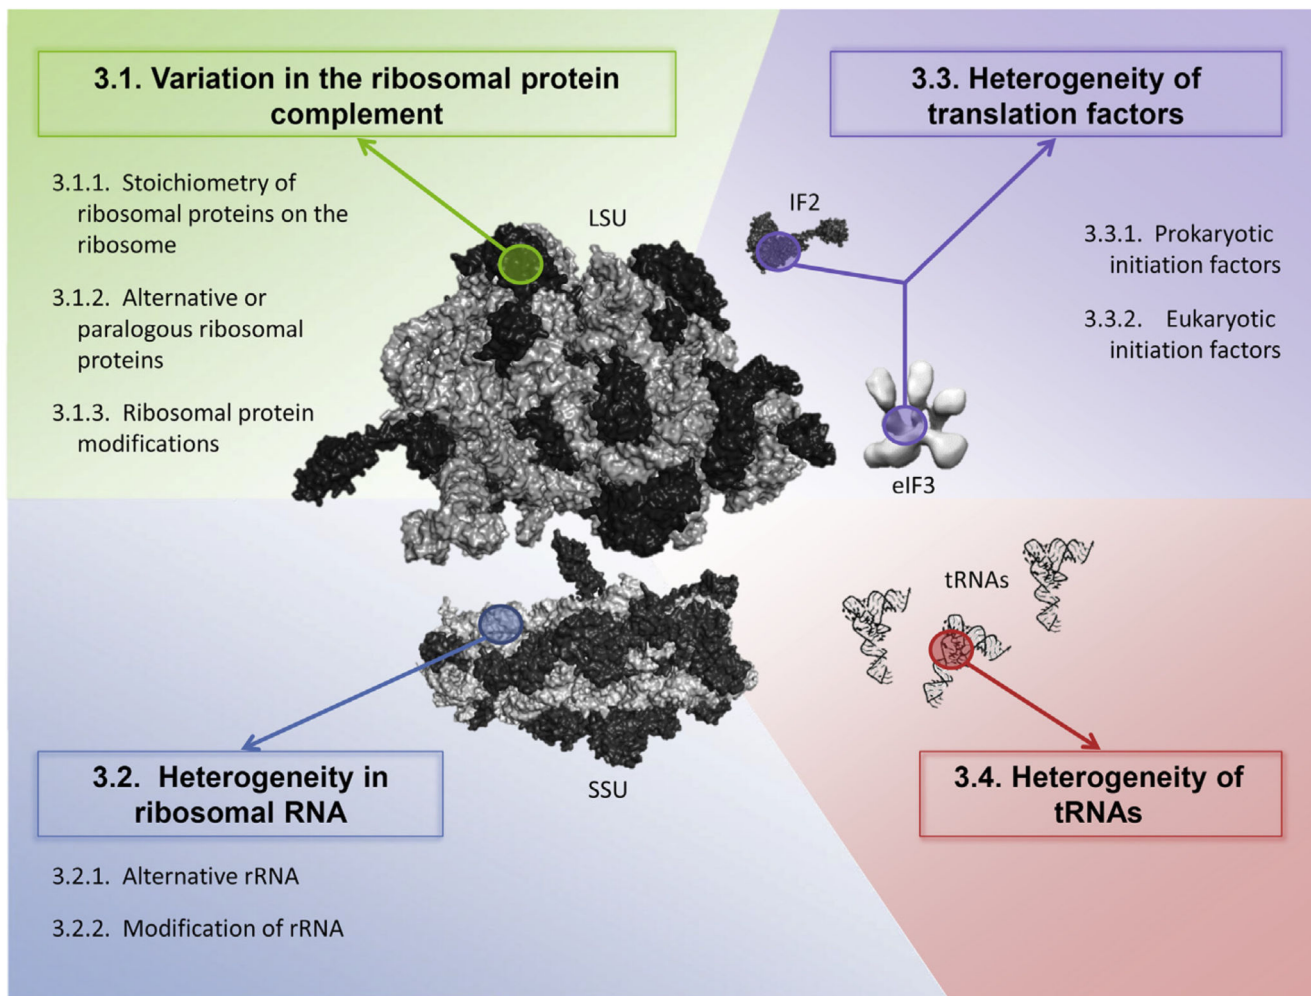 3.1. Variation in the ribosomal protein
complement
3.1.1. Stoichiometry of
ribosomal proteins on the
ribosome
3.1.2. Alternative or
paralogous ribosomal
proteins
3.1.3. Ribosomal protein
modifications
LSU
3.3. Heterogeneity of
translation factors
IF2
3.3.1. Prokaryotic
initiation factors
3.3.2. Eukaryotic
initiation factors
eIF3
SSU
3.2. Heterogeneity in
ribosomal RNA
3.2.1. Alternative rRNA
3.2.2. Modification of rRNA
tRNAs
3.4. Heterogeneity of
tRNAs